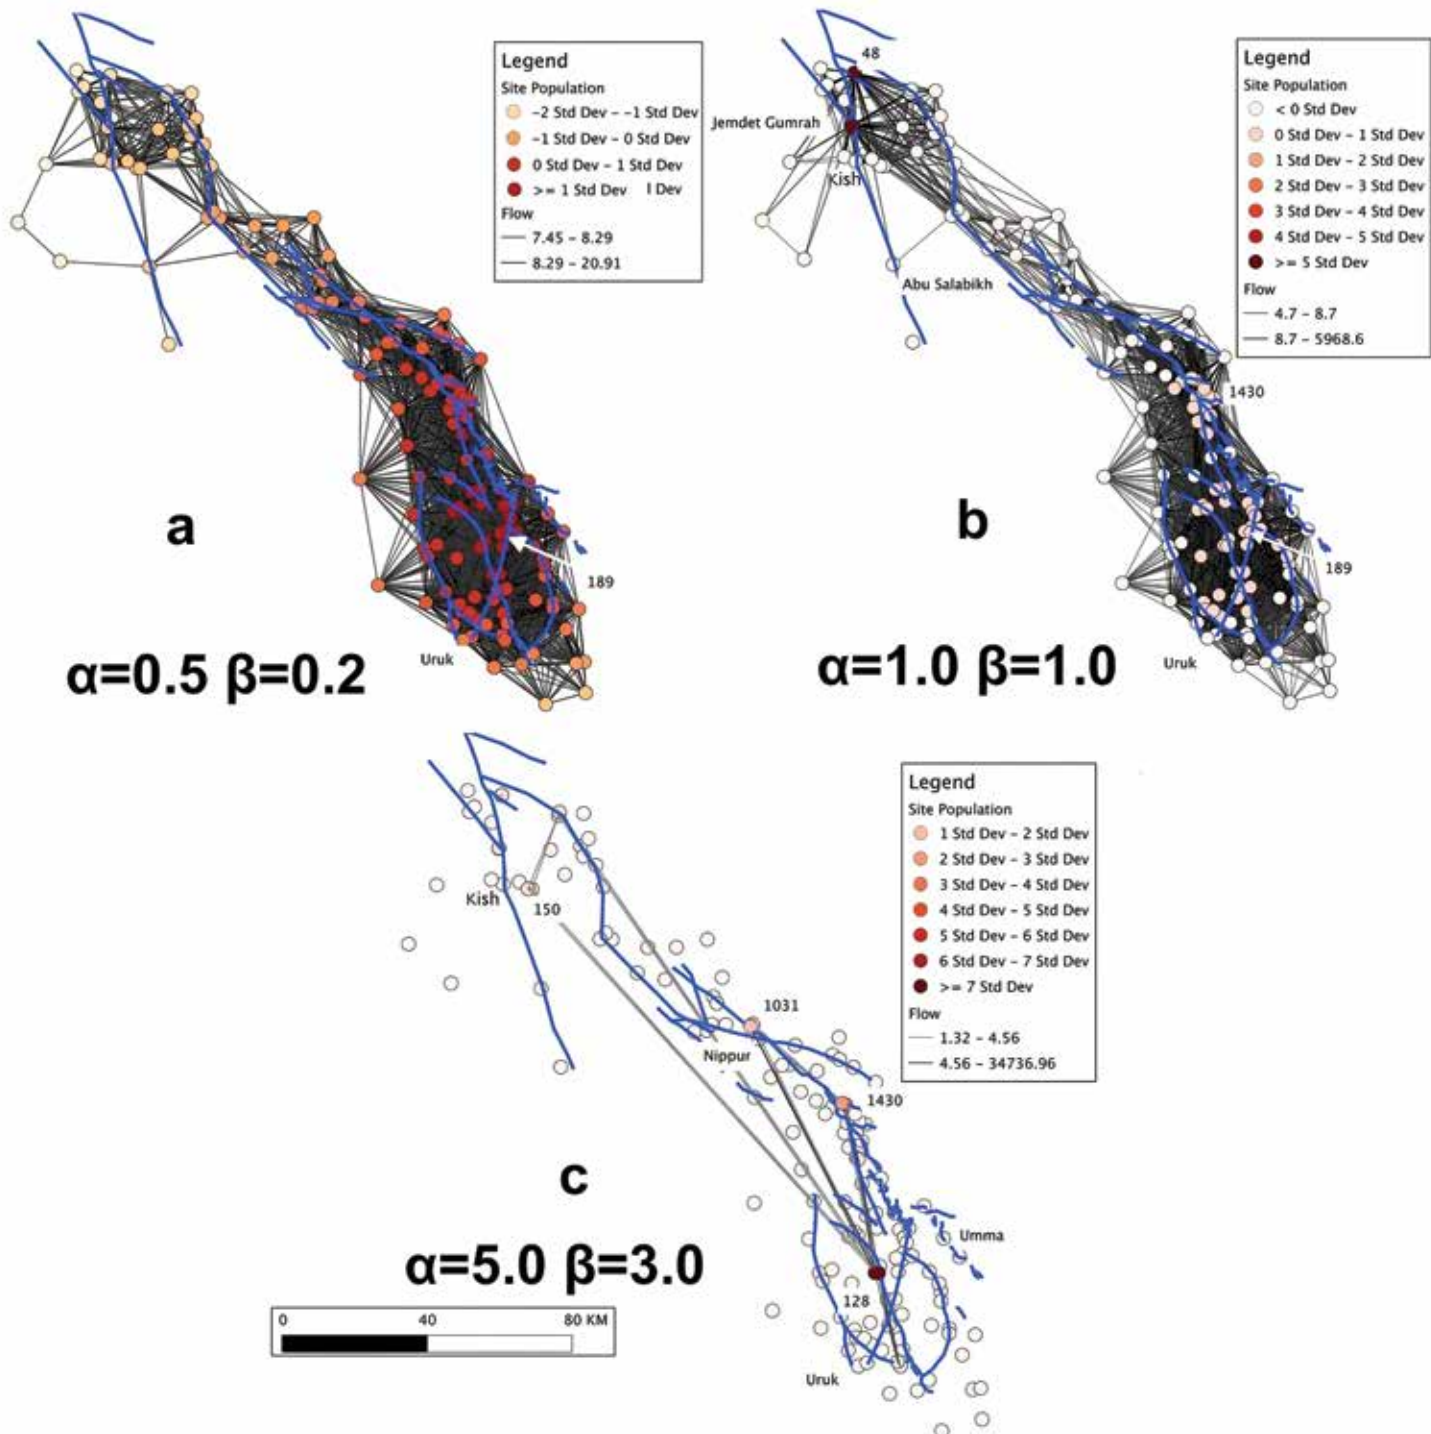 Legend
Site Population
-2 Std Dev - -1 Std Dev
-1 Std Dev - 0 Std Dev
0 Std Dev - 1 Std Dev
>= 1 Std Dev l Dev
Flow
7.45 - 8.29
8.29 - 20.91
a
189
Uruk
α=0.5 β=0.2
48
Jemdet Gumrah
Kish
Abu Salabikh
Legend
Site Population
< 0 Std Dev
0 Std Dev - 1 Std Dev
1 Std Dev - 2 Std Dev
2 Std Dev - 3 Std Dev
3 Std Dev - 4 Std Dev
4 Std Dev - 5 Std Dev
>= 5 Std Dev
Flow
4.7 - 8.7
8.7 - 5968.6
1430
b
189
Uruk
α=1.0 β=1.0
Legend
Site Population
1 Std Dev - 2 Std Dev
2 Std Dev - 3 Std Dev
3 Std Dev - 4 Std Dev
4 Std Dev - 5 Std Dev
5 Std Dev - 6 Std Dev
6 Std Dev - 7 Std Dev
>= 7 Std Dev
Flow
1.32 - 4.56
4.56 - 34736.96
Kish
150
1031
Nippur
1430
c
Umma
α=5.0 β=3.0
128
0 40 80 KM
Uruk